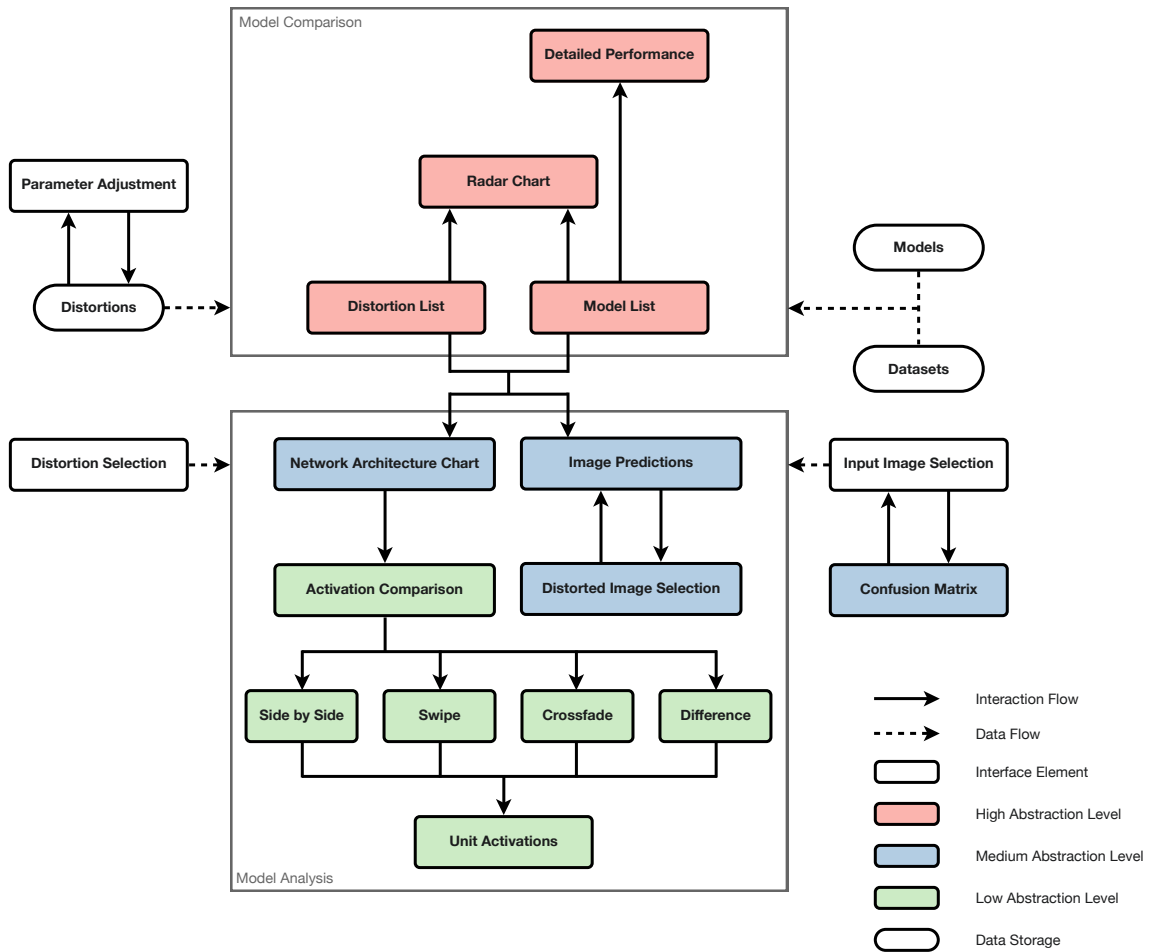 Model Comparison
Detailed Performance
Parameter Adjustment
Radar Chart
Models
Distortions
Distortion List
Model List
Datasets
Distortion Selection
Network Architecture Chart
Image Predictions
Input Image Selection
Activation Comparison
Distorted Image Selection
Confusion Matrix
Side by Side
Swipe
Crossfade
Difference
Unit Activations
Model Analysis
Interaction Flow
Data Flow
Interface Element
High Abstraction Level
Medium Abstraction Level
Low Abstraction Level
Data Storage